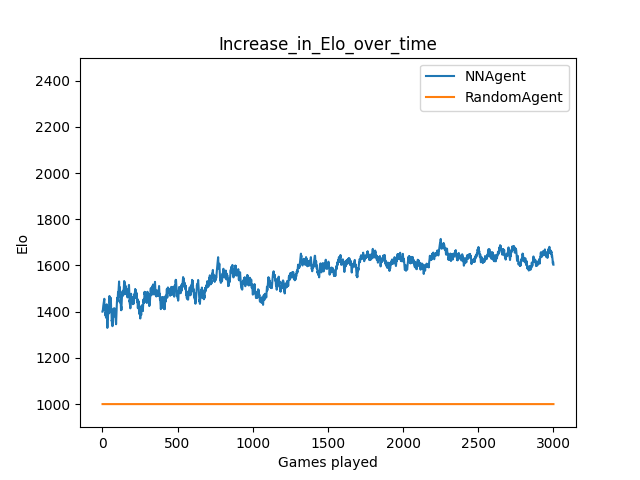 Increase_in_Elo_over_time
NNAgent
RandomAgent
2400
2200
2000
1800
1600
1400
1200
1000
Elo
0 500 1000 1500 2000 2500 3000
Games played